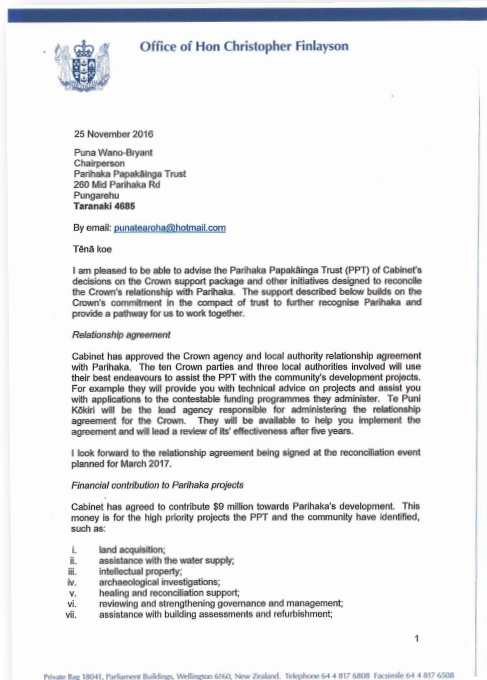 Office of Hon Christopher Finlayson
25 November 2016
Puna Wano-Bryant
Chairperson
Parihaka Papakāinga Trust
260 Mid Parihaka Rd
Pungarehu
Taranaki 4685
By email: punatearoha@hotmail.com
Tēnā koe
I am pleased to be able to advise the Parihaka Papakāinga Trust (PPT) of Cabinet's
decisions on the Crown support package and other initiatives designed to reconcile
the Crown's relationship with Parihaka. The support described below builds on the
Crown's commitment in the compact of trust to further recognise Parihaka and
provide a pathway for us to work together.
Relationship agreement
Cabinet has approved the Crown agency and local authority relationship agreement
with Parihaka. The ten Crown parties and three local authorities involved will use
their best endeavours to assist the PPT with the community's development projects.
For example they will provide you with technical advice on projects and assist you
with applications to the contestable funding programmes they administer. Te Puni
Kōkiri will be the lead agency responsible for administering the relationship
agreement for the Crown. They will be available to help you implement the
agreement and will lead a review of its' effectiveness after five years.
I look forward to the relationship agreement being signed at the reconciliation event
planned for March 2017.
Financial contribution to Parihaka projects
Cabinet has agreed to contribute $9 million towards Parihaka's development. This
money is for the high priority projects the PPT and the community have identified,
such as:
i. land acquisition;
ii. assistance with the water supply;
iii. intellectual property;
iv. archaeological investigations;
v. healing and reconciliation support;
vi. reviewing and strengthening governance and management;
vii. assistance with building assessments and refurbishment;
1
Private Bag 18041, Parliament Buildings, Wellington 6160, New Zealand. Telephone 64 4 817 6808 Facsimile 64 4 817 6508